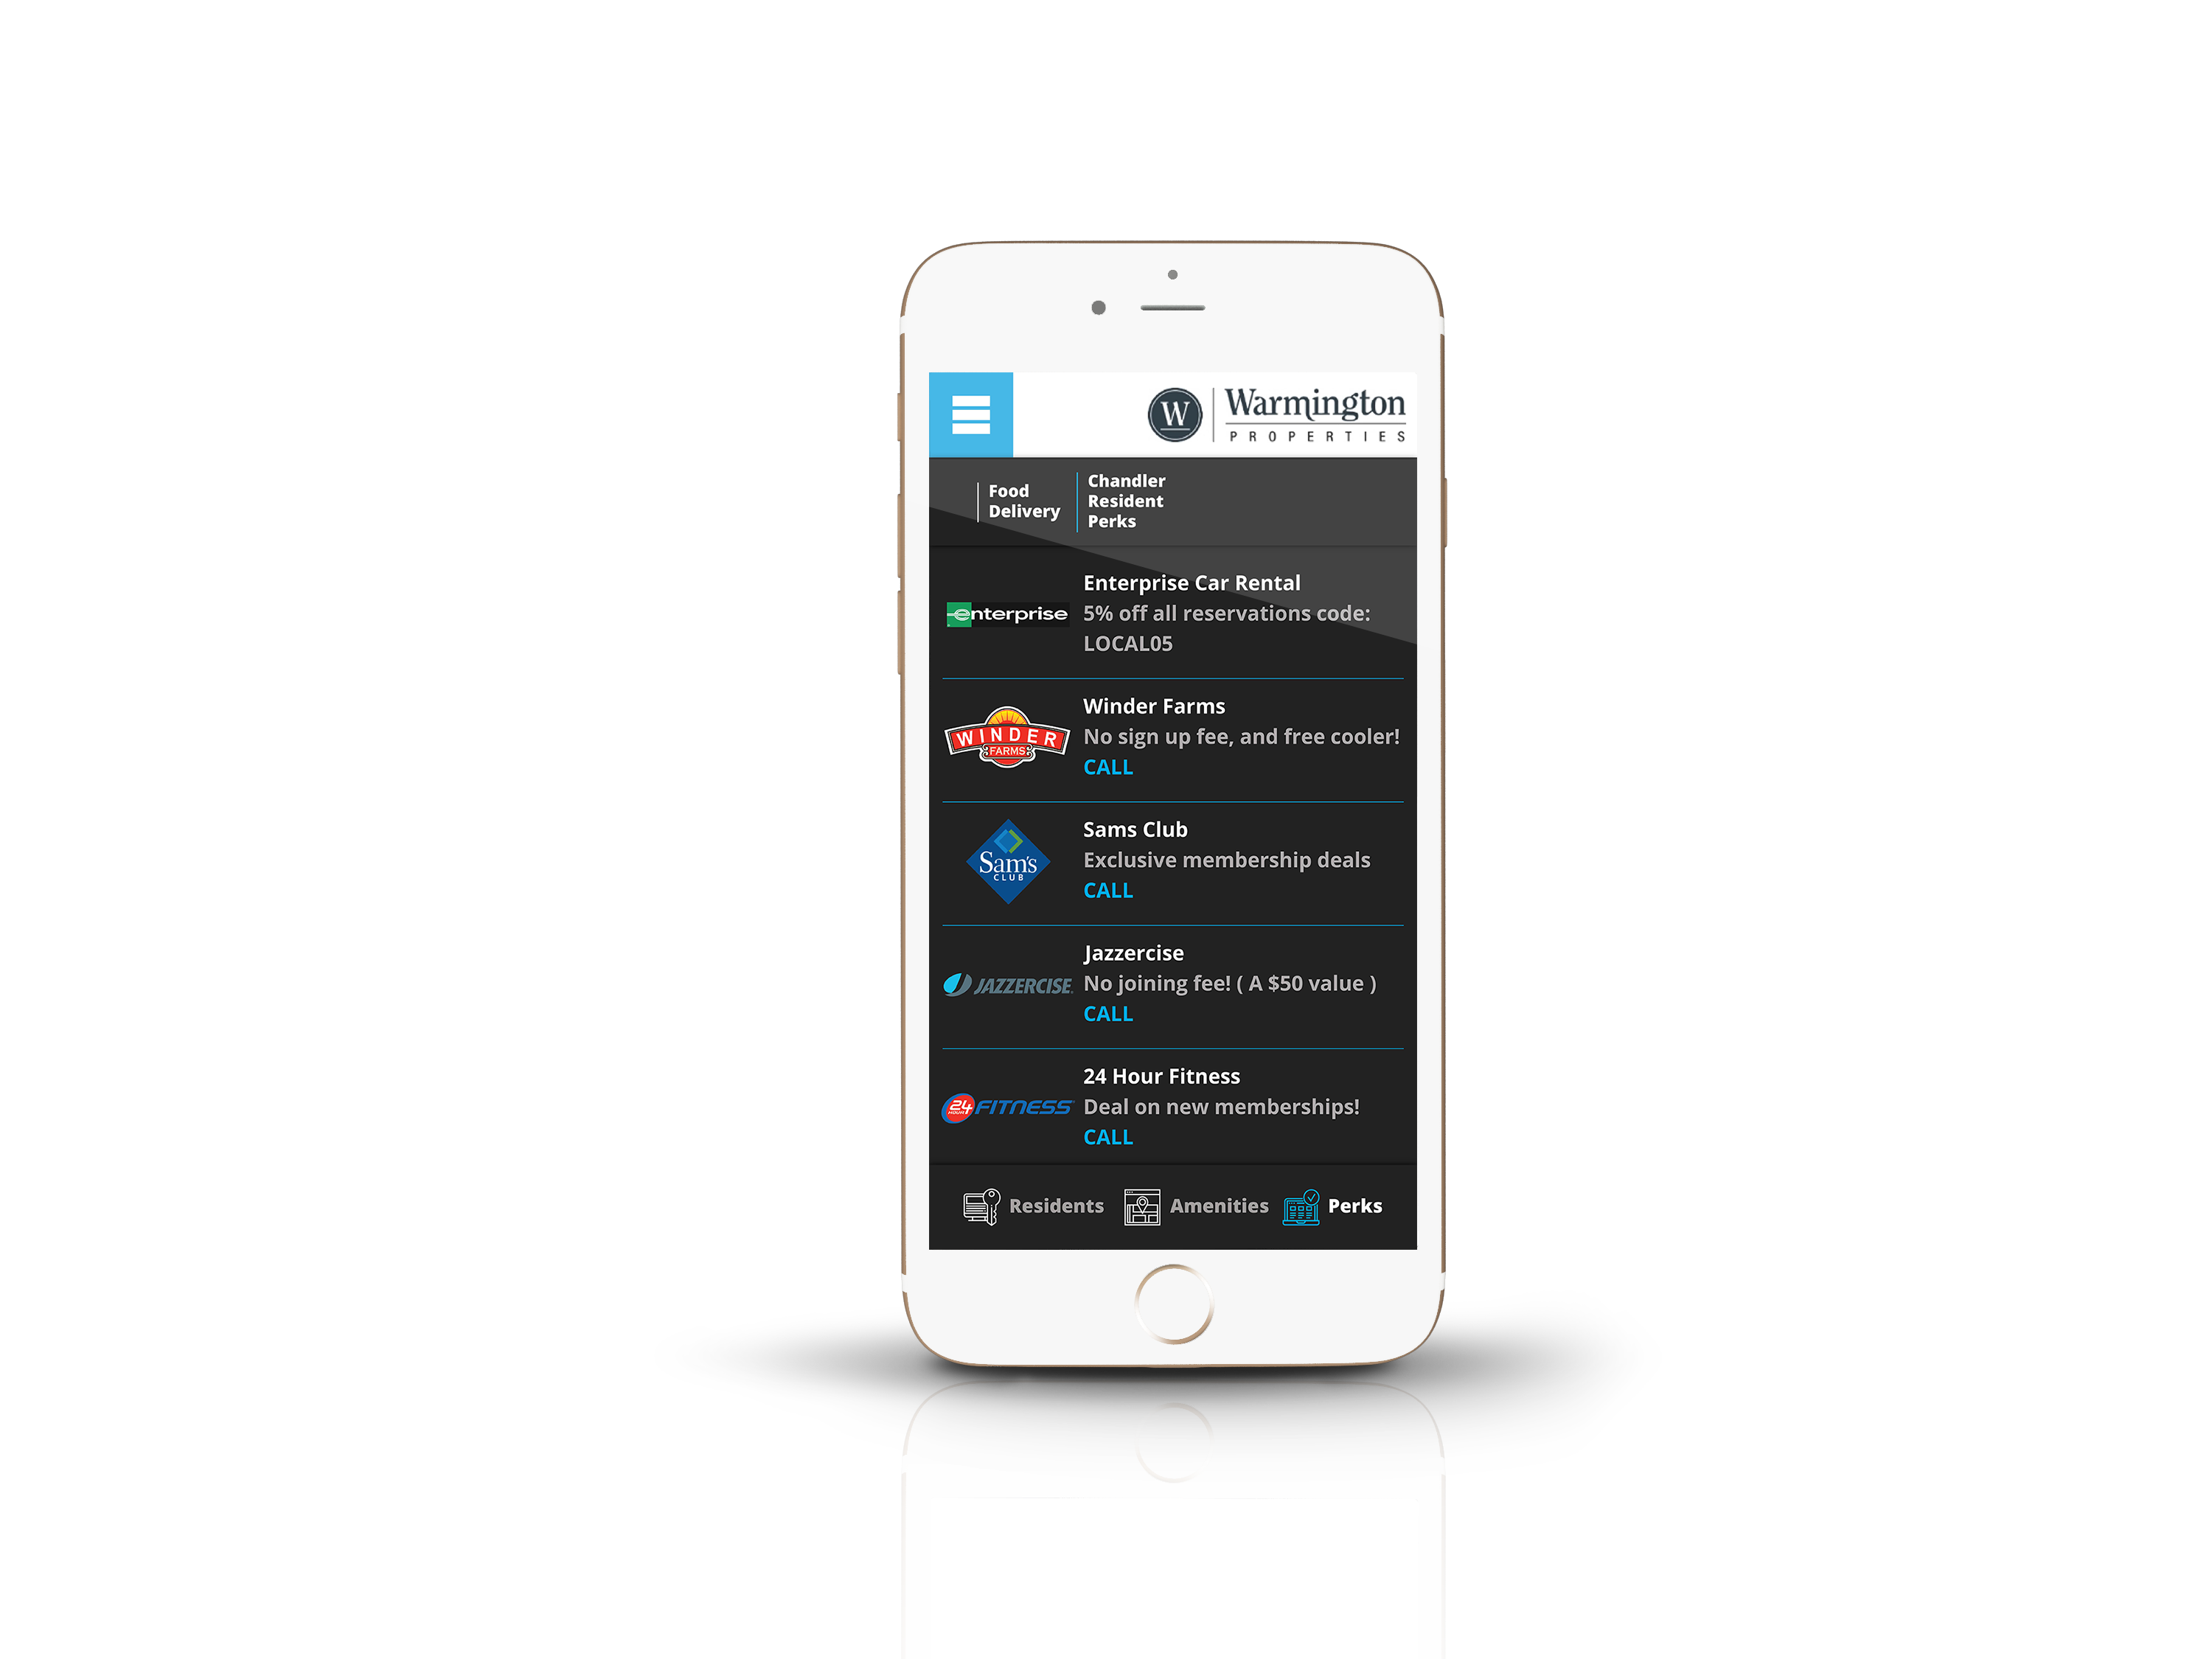 W
Warmington
PROPERTIES
Food
Delivery
Chandler
Resident
Perks
enterprise
Enterprise Car Rental
5% off all reservations code:
LOCAL05
WINDER
FARMS
Winder Farms
No sign up fee, and free cooler!
CALL
Sam's
CLUB
Sams Club
Exclusive membership deals
CALL
JAZZERCISE
Jazzercise
No joining fee! ( A $50 value )
CALL
24
HOUR
FITNESS
24 Hour Fitness
Deal on new memberships!
CALL
Residents
Amenities
Perks